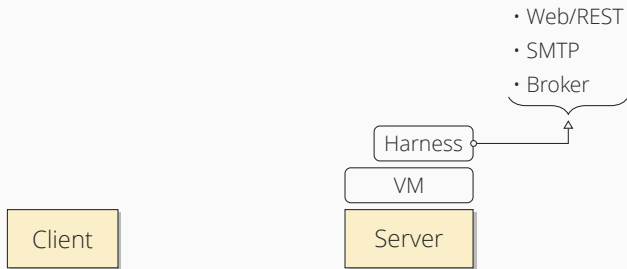 • Web/REST
• SMTP
• Broker
Harness
VM
Client
Server